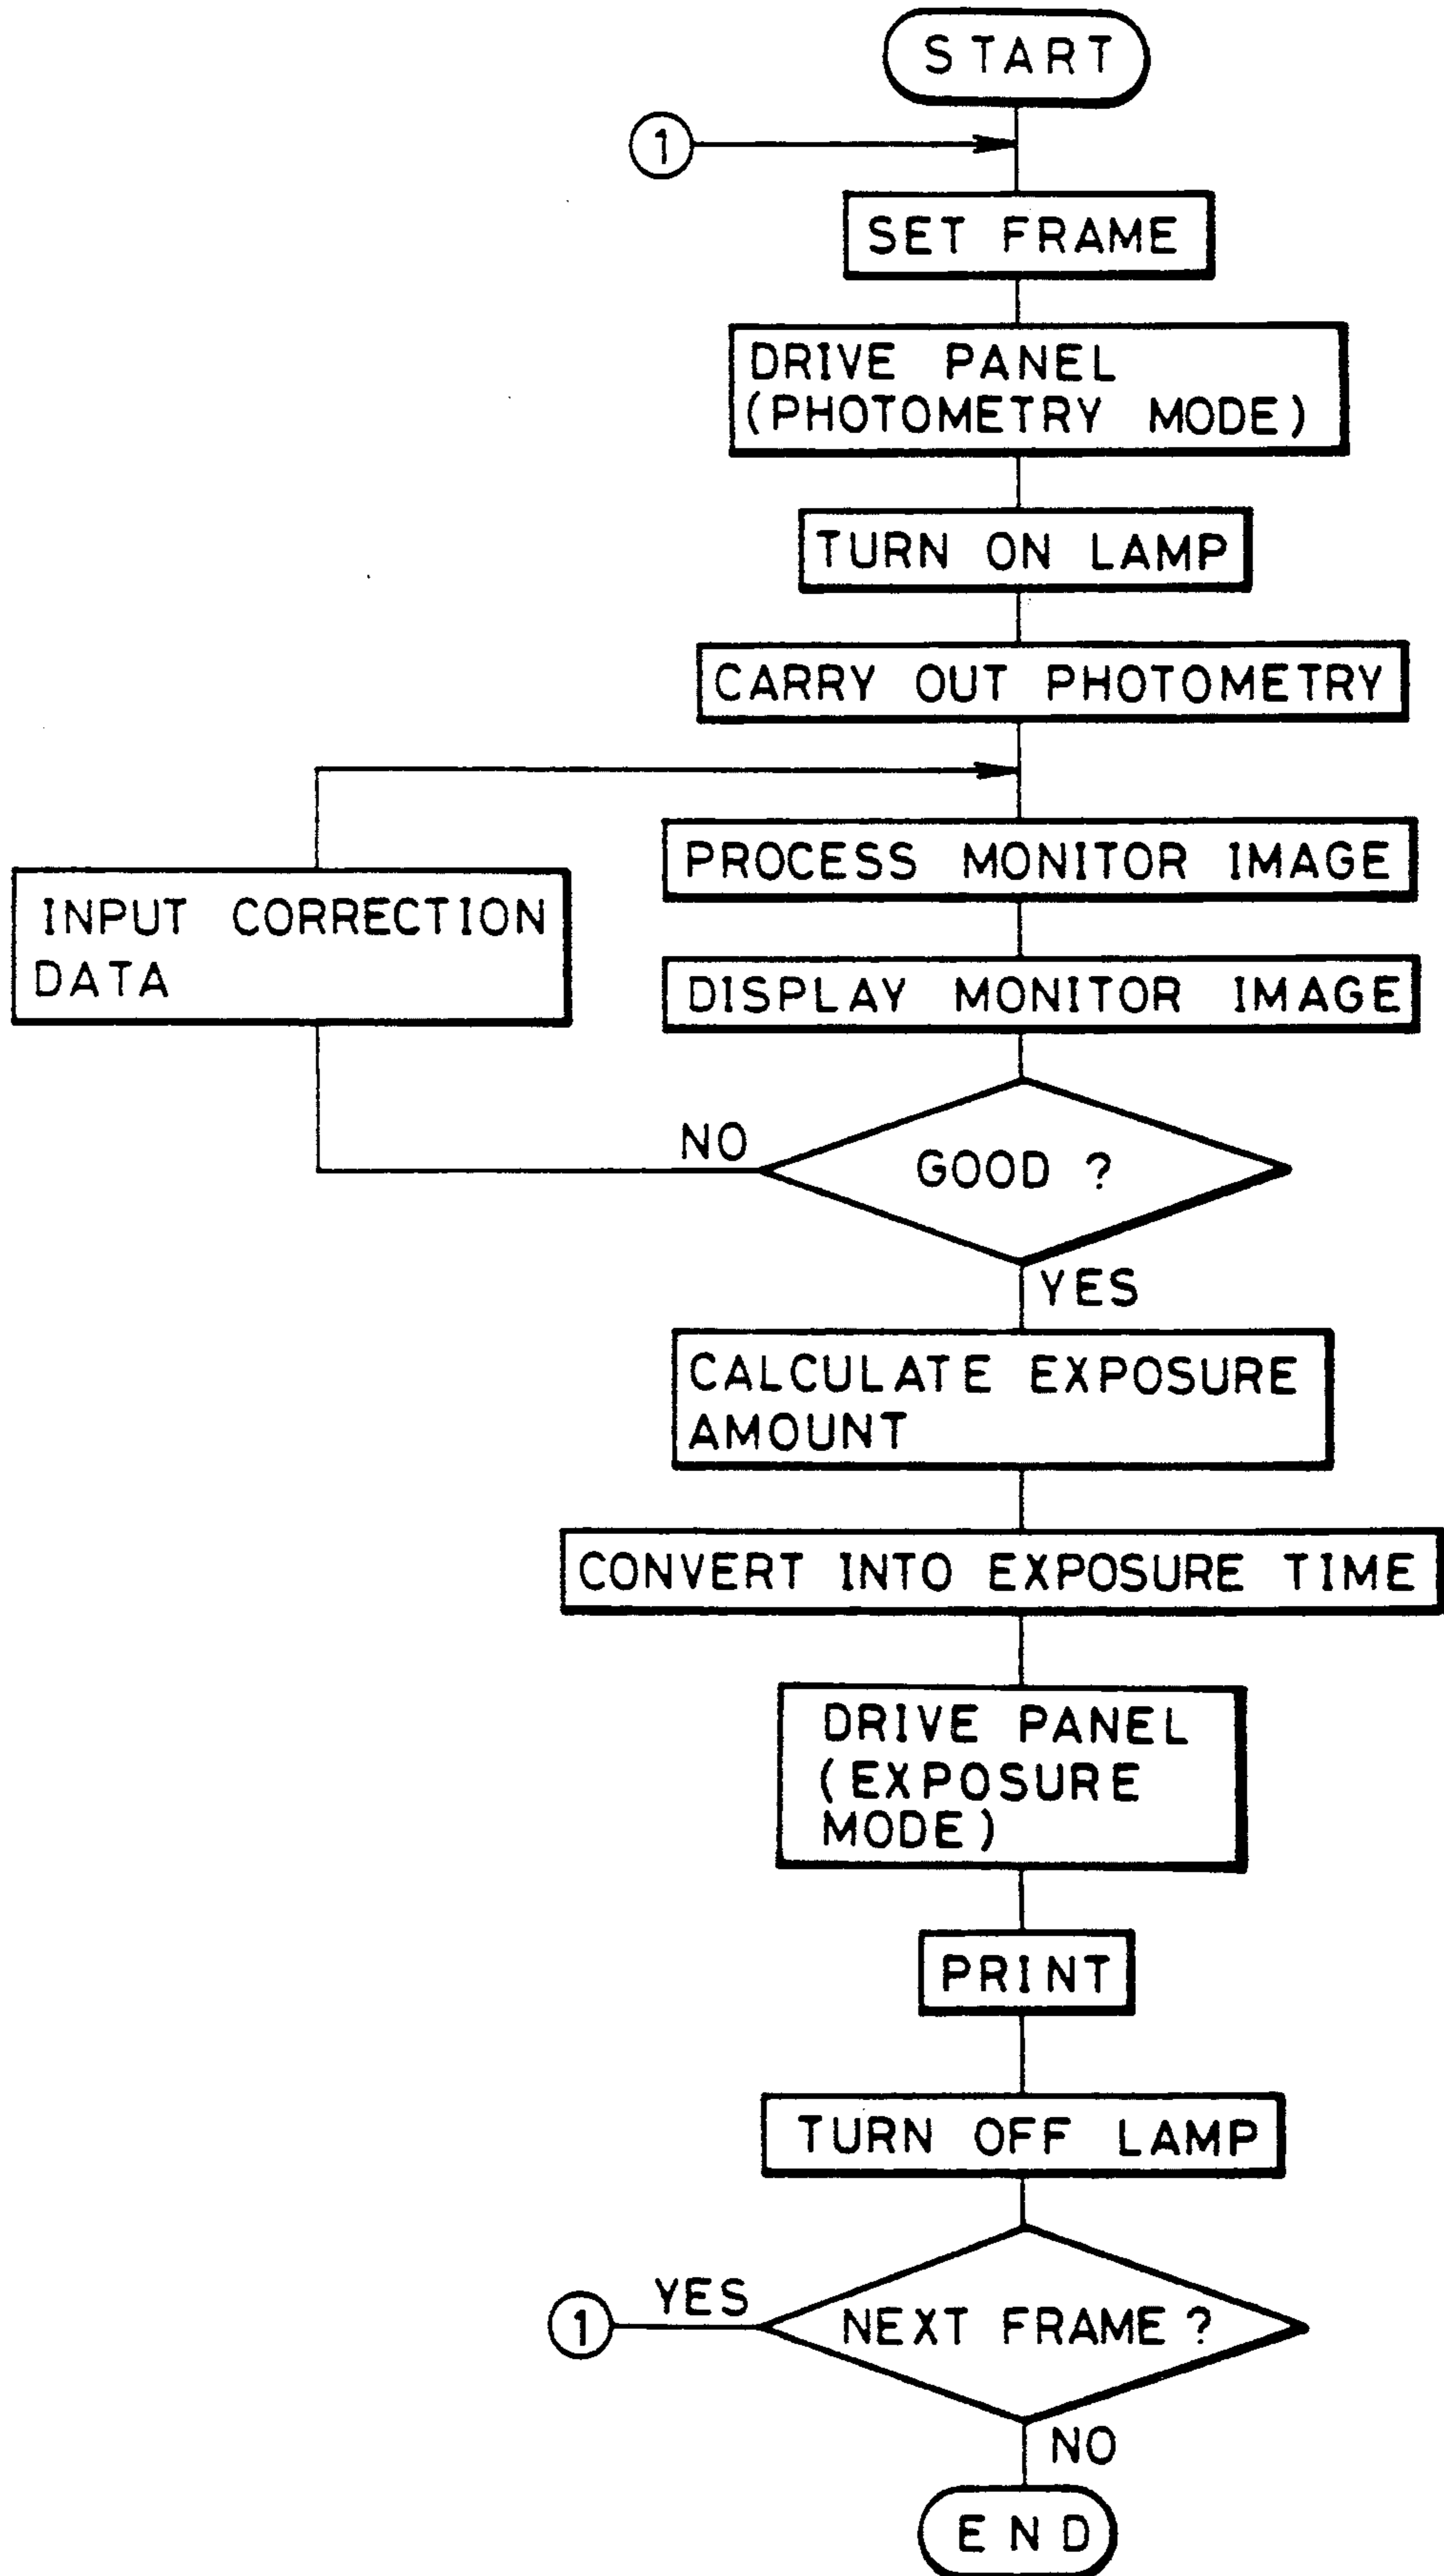 START
1
SET FRAME
DRIVE PANEL
(PHOTOMETRY MODE)
TURN ON LAMP
CARRY OUT PHOTOMETRY
PROCESS MONITOR IMAGE
INPUT CORRECTION
DATA
DISPLAY MONITOR IMAGE
NO
GOOD ?
YES
CALCULATE EXPOSURE
AMOUNT
CONVERT INTO EXPOSURE TIME
DRIVE PANEL
(EXPOSURE
MODE)
PRINT
TURN OFF LAMP
YES
1
NEXT FRAME ?
NO
END